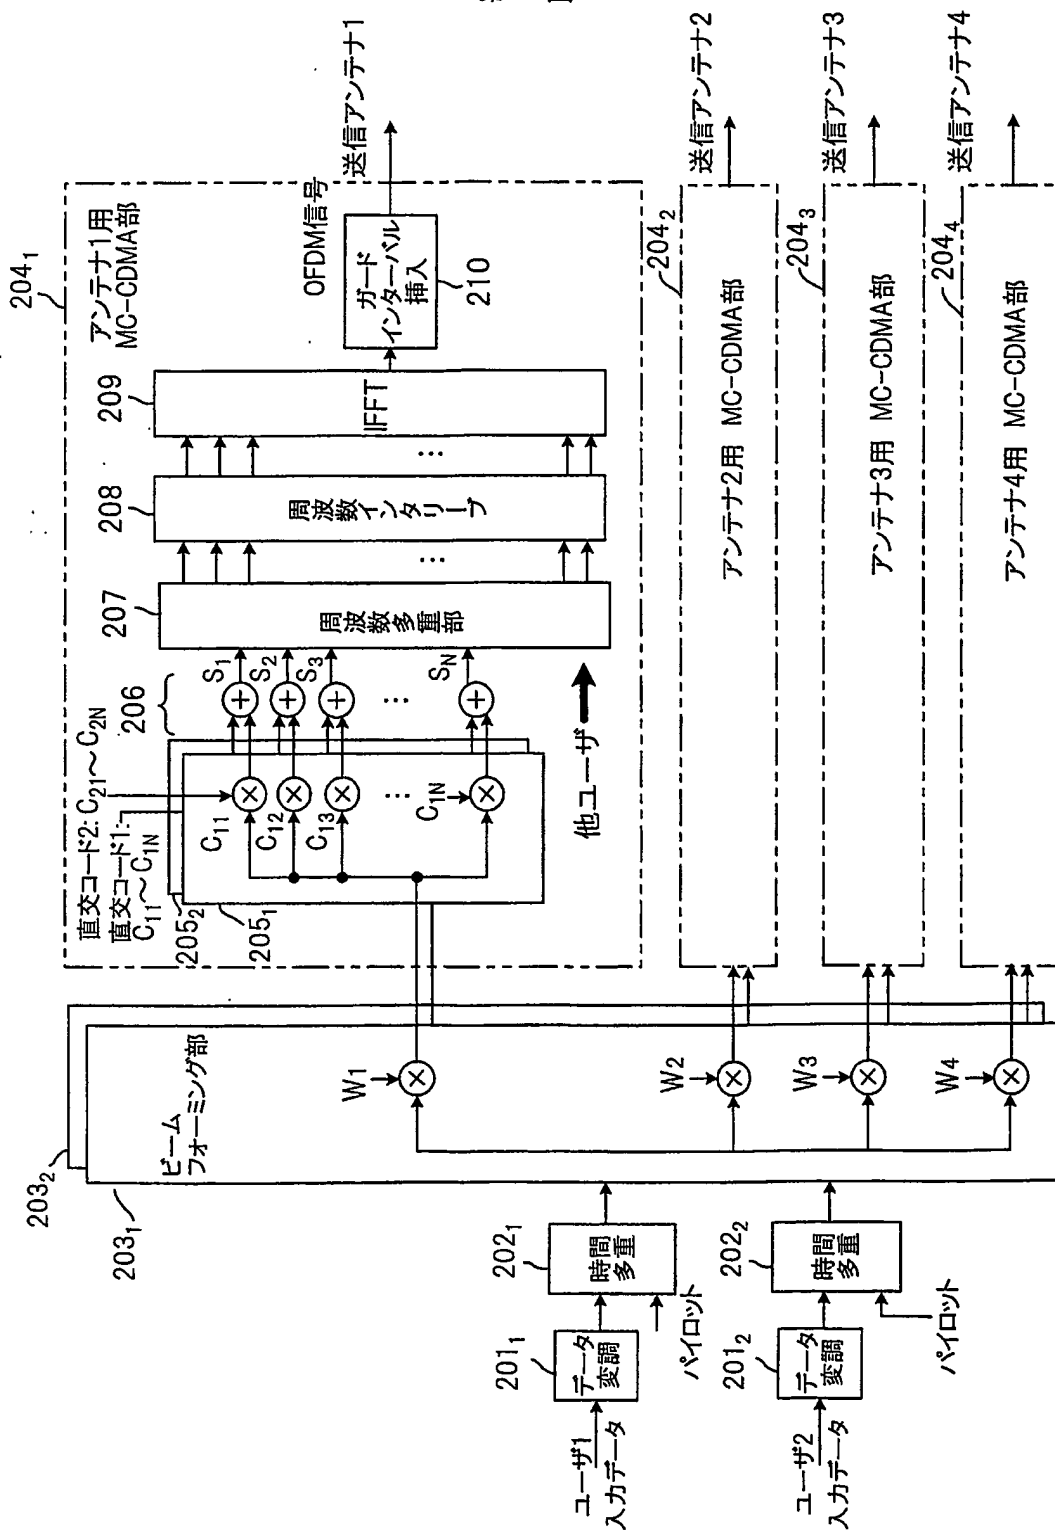 ユーザ1
入力データ
201₁
データ
変調
パイロット
202₁
時間
多重
ユーザ2
入力データ
201₂
データ
変調
パイロット
202₂
時間
多重
203₂
203₁
ビーム
フォーミング部
W1
W2
W3
W4
204₁
アンテナ1用
MC-CDMA部
直交コード2: C₂₁～C₂N
直交コード1:
C₁₁～C₁N
205₂
205₁
C₁₁
C₁₂
C₁₃
…
C₁N
206
S₁
S₂
S₃
…
SN
他ユーザ
207
周波数多重部
…
208
周波数インタリーブ
…
209
IFFT
OFDM信号
ガード
インターバル
挿入
210
送信アンテナ1
204₂
アンテナ2用 MC-CDMA部
送信アンテナ2
204₃
アンテナ3用 MC-CDMA部
送信アンテナ3
204₄
アンテナ4用 MC-CDMA部
送信アンテナ4